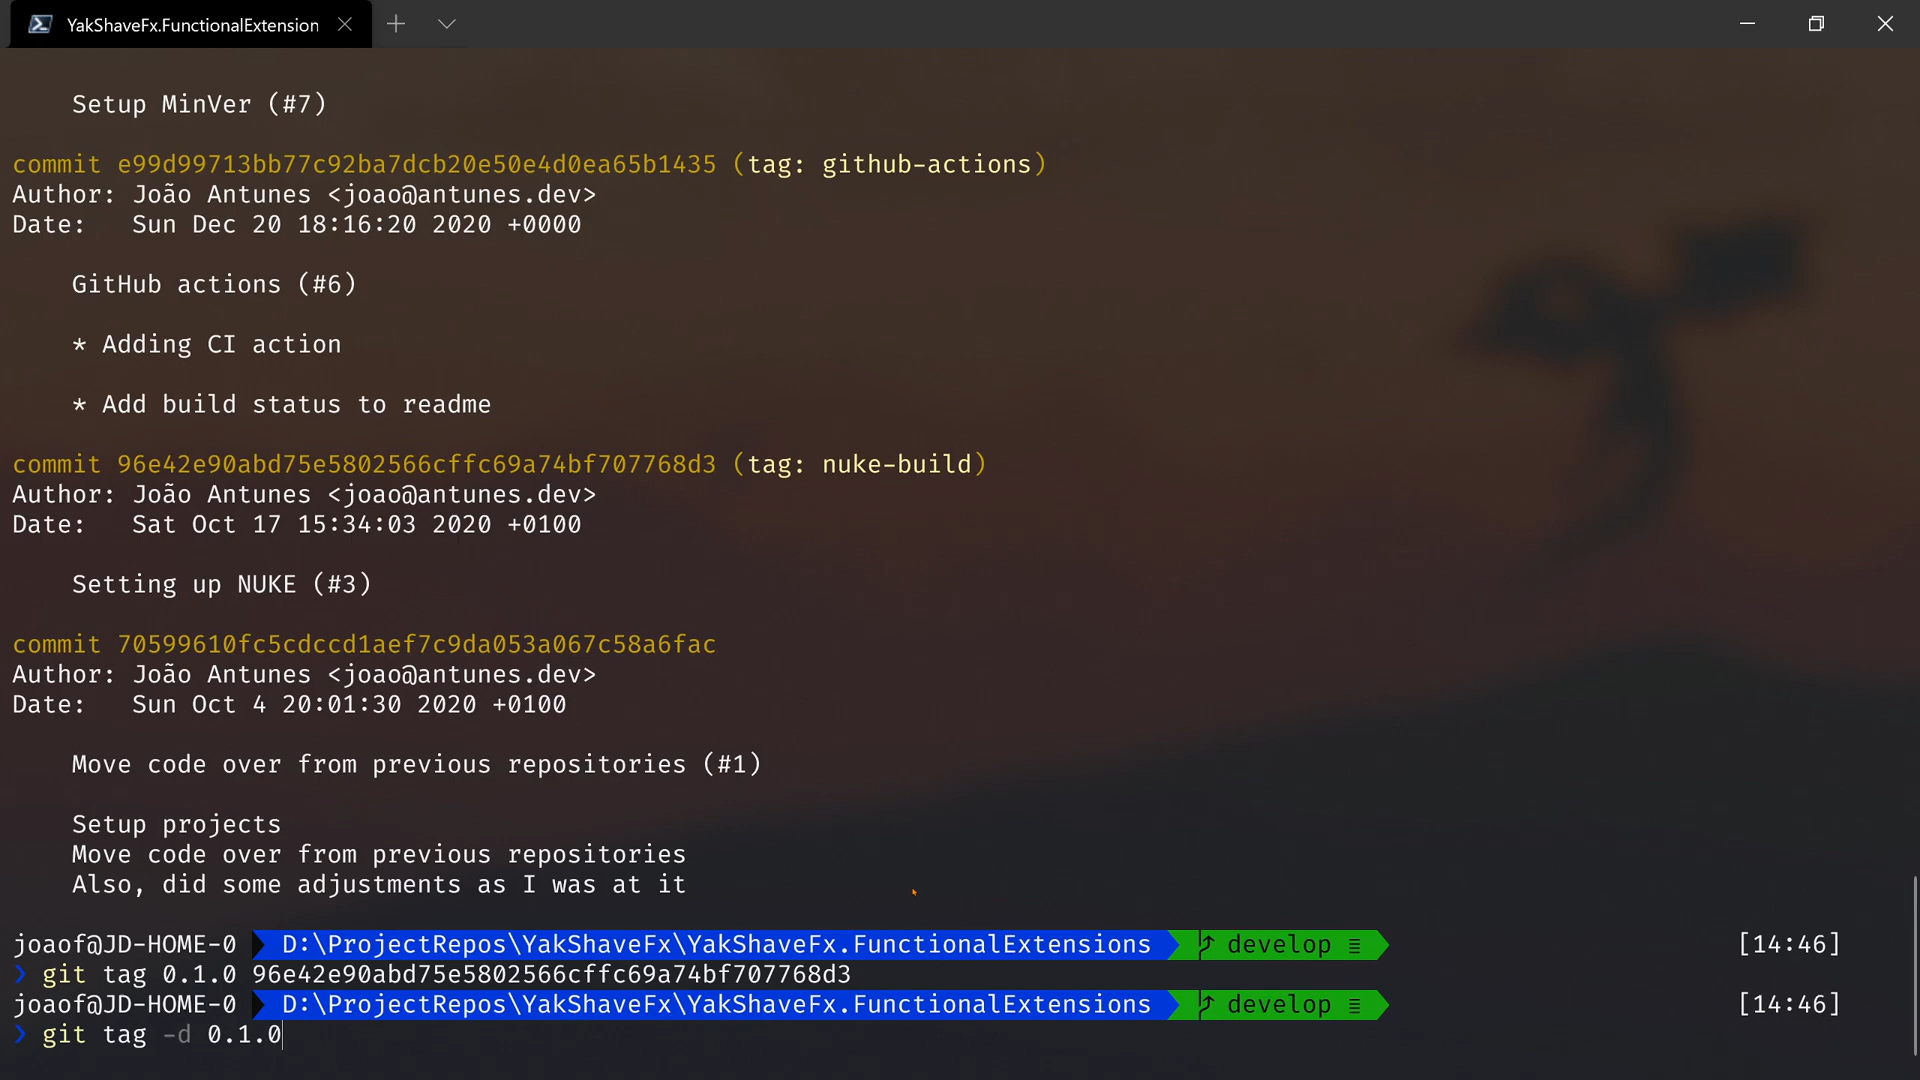 YakShaveFx.FunctionalExtension
Setup MinVer (#7)
commit e99d99713bb77c92ba7dcb20e50e4d0ea65b1435 (tag: github-actions)
Author: João Antunes <joao@antunes.dev>
Date:   Sun Dec 20 18:16:20 2020 +0000
GitHub actions (#6)
* Adding CI action
* Add build status to readme
commit 96e42e90abd75e5802566cffc69a74bf707768d3 (tag: nuke-build)
Author: João Antunes <joao@antunes.dev>
Date:   Sat Oct 17 15:34:03 2020 +0100
Setting up NUKE (#3)
commit 70599610fc5cdccd1aef7c9da053a067c58a6fac
Author: João Antunes <joao@antunes.dev>
Date:   Sun Oct 4 20:01:30 2020 +0100
Move code over from previous repositories (#1)
Setup projects
Move code over from previous repositories
Also, did some adjustments as I was at it
joaof@JD-HOME-0 D:\ProjectRepos\YakShaveFx\YakShaveFx.FunctionalExtensions develop ≡ [14:46]
❯ git tag 0.1.0 96e42e90abd75e5802566cffc69a74bf707768d3
joaof@JD-HOME-0 D:\ProjectRepos\YakShaveFx\YakShaveFx.FunctionalExtensions develop ≡ [14:46]
❯ git tag -d 0.1.0